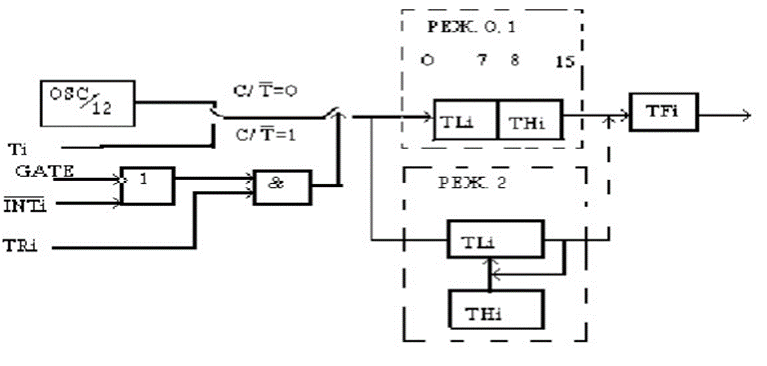 РЕЖ. 0, 1
0 7 8 15
OSC/12
C/T̅=0
TLi THi
TFi
C/T̅=1
Ti
GATE
1
&
РЕЖ. 2
I̅N̅T̅i̅
TRi
TLi
THi